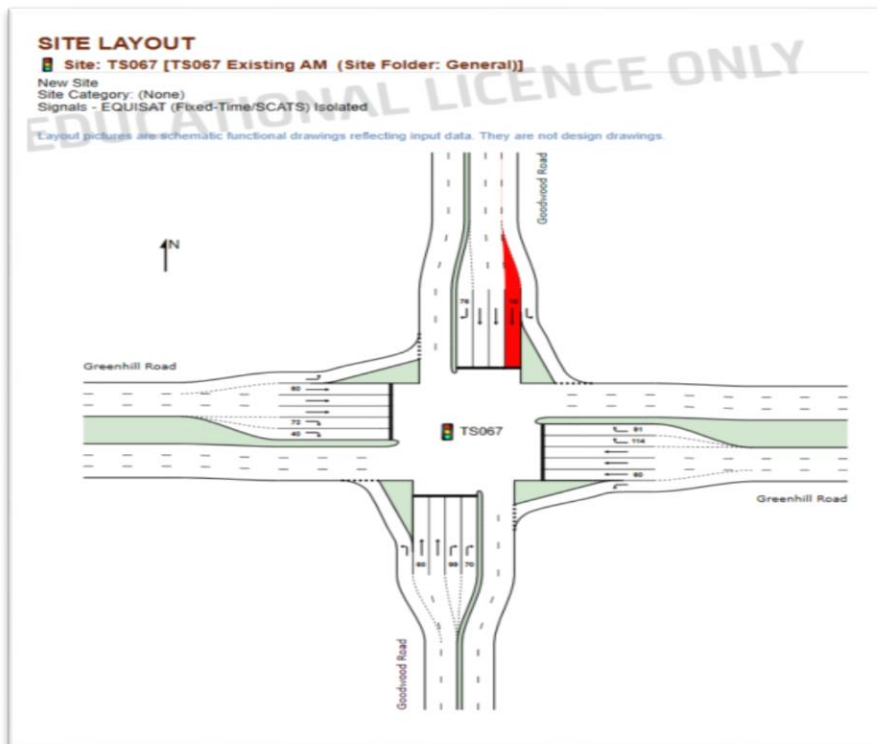 SITE LAYOUT
Site: TS067 [TS067 Existing AM (Site Folder: General)]
New Site
Site Category: (None)
Signals - EQUISAT (Fixed-Time/SCATS) Isolated
EDUCATIONAL LICENCE ONLY
Layout pictures are schematic functional drawings reflecting input data. They are not design drawings.
Goodwood Road
N
76
Greenhill Road
60
72
40
TS067
91
114
60
Greenhill Road
99
70
Goodwood Road